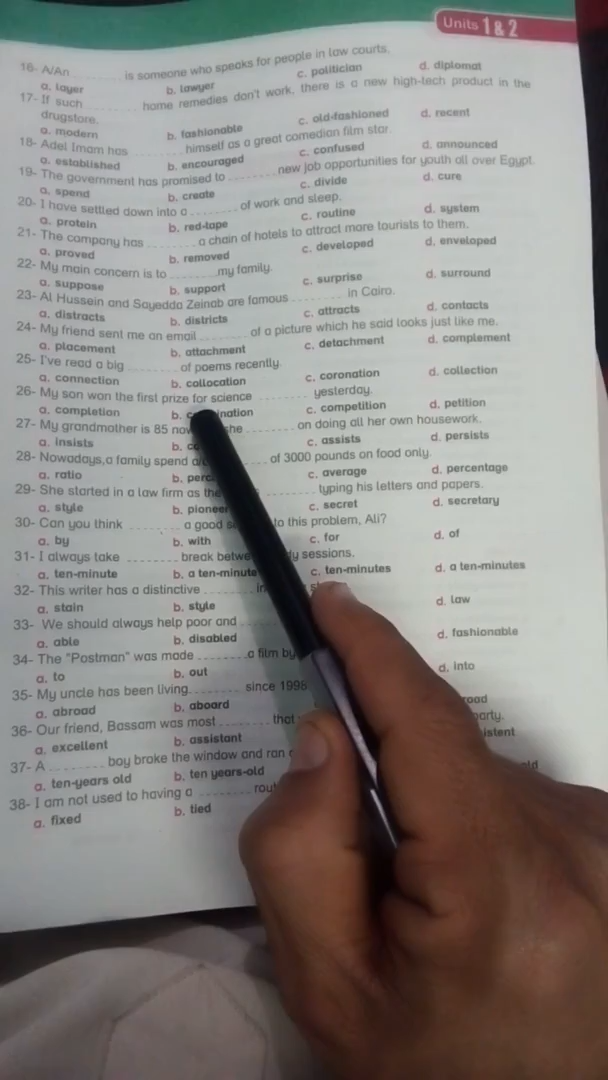 Units 1 & 2
16- A/An ........ is someone who speaks for people in law courts.
a. layer b. lawyer c. politician d. diplomat
17- If such ........ home remedies don't work, there is a new high-tech product in the
drugstore.
a. modern b. fashionable c. old-fashioned d. recent
18- Adel Imam has ........ himself as a great comedian film star.
a. established b. encouraged c. confused d. announced
19- The government has promised to ........ new job opportunities for youth all over Egypt.
a. spend b. create c. divide d. cure
20- I have settled down into a ........ of work and sleep.
a. protein b. red-tape c. routine d. system
21- The company has ........ a chain of hotels to attract more tourists to them.
a. proved b. removed c. developed d. enveloped
22- My main concern is to ........ my family.
a. suppose b. support c. surprise d. surround
23- Al Hussein and Sayedda Zeinab are famous ........ in Cairo.
a. distracts b. districts c. attracts d. contacts
24- My friend sent me an email ........ of a picture which he said looks just like me.
a. placement b. attachment c. detachment d. complement
25- I've read a big ........ of poems recently.
a. connection b. collocation c. coronation d. collection
26- My son won the first prize for science ........ yesterday.
a. completion b. c. competition d. petition
27- My grandmother is 85 now she ........ on doing all her own housework.
a. insists b. c. assists d. persists
28- Nowadays,a family spend ........ of 3000 pounds on food only.
a. ratio b. c. average d. percentage
29- She started in a law firm as the ........ typing his letters and papers.
a. style b. pioneer c. secret d. secretary
30- Can you think ........ a good to this problem, Ali?
a. by b. with c. for d. of
31- I always take ........ break sessions.
a. ten-minute b. a ten-minute c. ten-minutes d. a ten-minutes
32- This writer has a distinctive ........
a. stain b. style d. law
33- We should always help poor and ........
a. able b. disabled d. fashionable
34- The "Postman" was made ........ a film by
a. to b. out d. into
35- My uncle has been living ........ since 1998
a. abroad b. aboard
36- Our friend, Bassam was most ........ party.
a. excellent b. assistant
37- A ........ boy broke the window and ran
a. ten-years old b. ten years-old
38- I am not used to having a ........
a. fixed b. tied